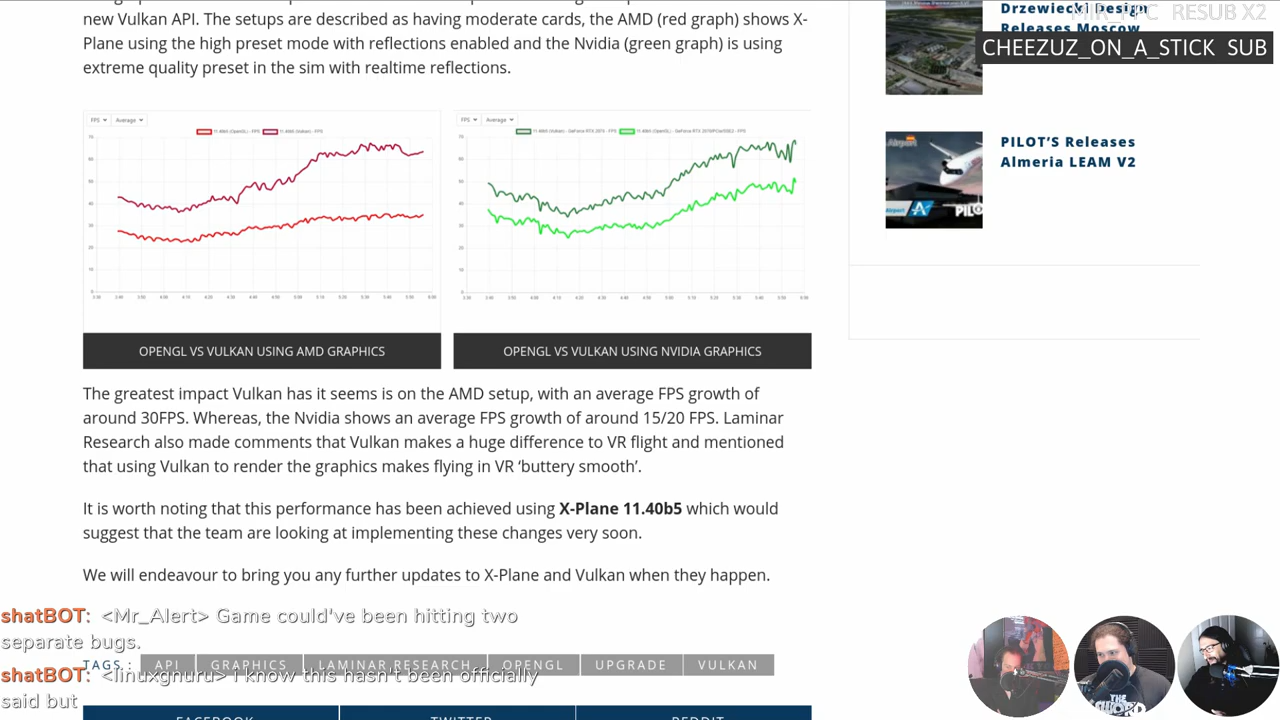 new Vulkan API. The setups are described as having moderate cards, the AMD (red graph) shows X-
Plane using the high preset mode with reflections enabled and the Nvidia (green graph) is using
extreme quality preset in the sim with realtime reflections.
Drzewiecki Design
Releases Moscow
RESUB X2
CHEEZUZ_ON_A_STICK SUB
PILOT'S Releases
Almeria LEAM V2
FPS Average
FPS Average
OPENGL VS VULKAN USING AMD GRAPHICS
OPENGL VS VULKAN USING NVIDIA GRAPHICS
The greatest impact Vulkan has it seems is on the AMD setup, with an average FPS growth of
around 30FPS. Whereas, the Nvidia shows an average FPS growth of around 15/20 FPS. Laminar
Research also made comments that Vulkan makes a huge difference to VR flight and mentioned
that using Vulkan to render the graphics makes flying in VR ‘buttery smooth’.
It is worth noting that this performance has been achieved using X-Plane 11.40b5 which would
suggest that the team are looking at implementing these changes very soon.
We will endeavour to bring you any further updates to X-Plane and Vulkan when they happen.
shatBOT: <Mr_Alert> Game could've been hitting two
separate bugs.
TAGS : API GRAPHICS LAMINAR RESEARCH OPENGL UPGRADE VULKAN
shatBOT: <linuxgnuru> i know this hasn't been officially
said but
FACEBOOK TWITTER REDDIT